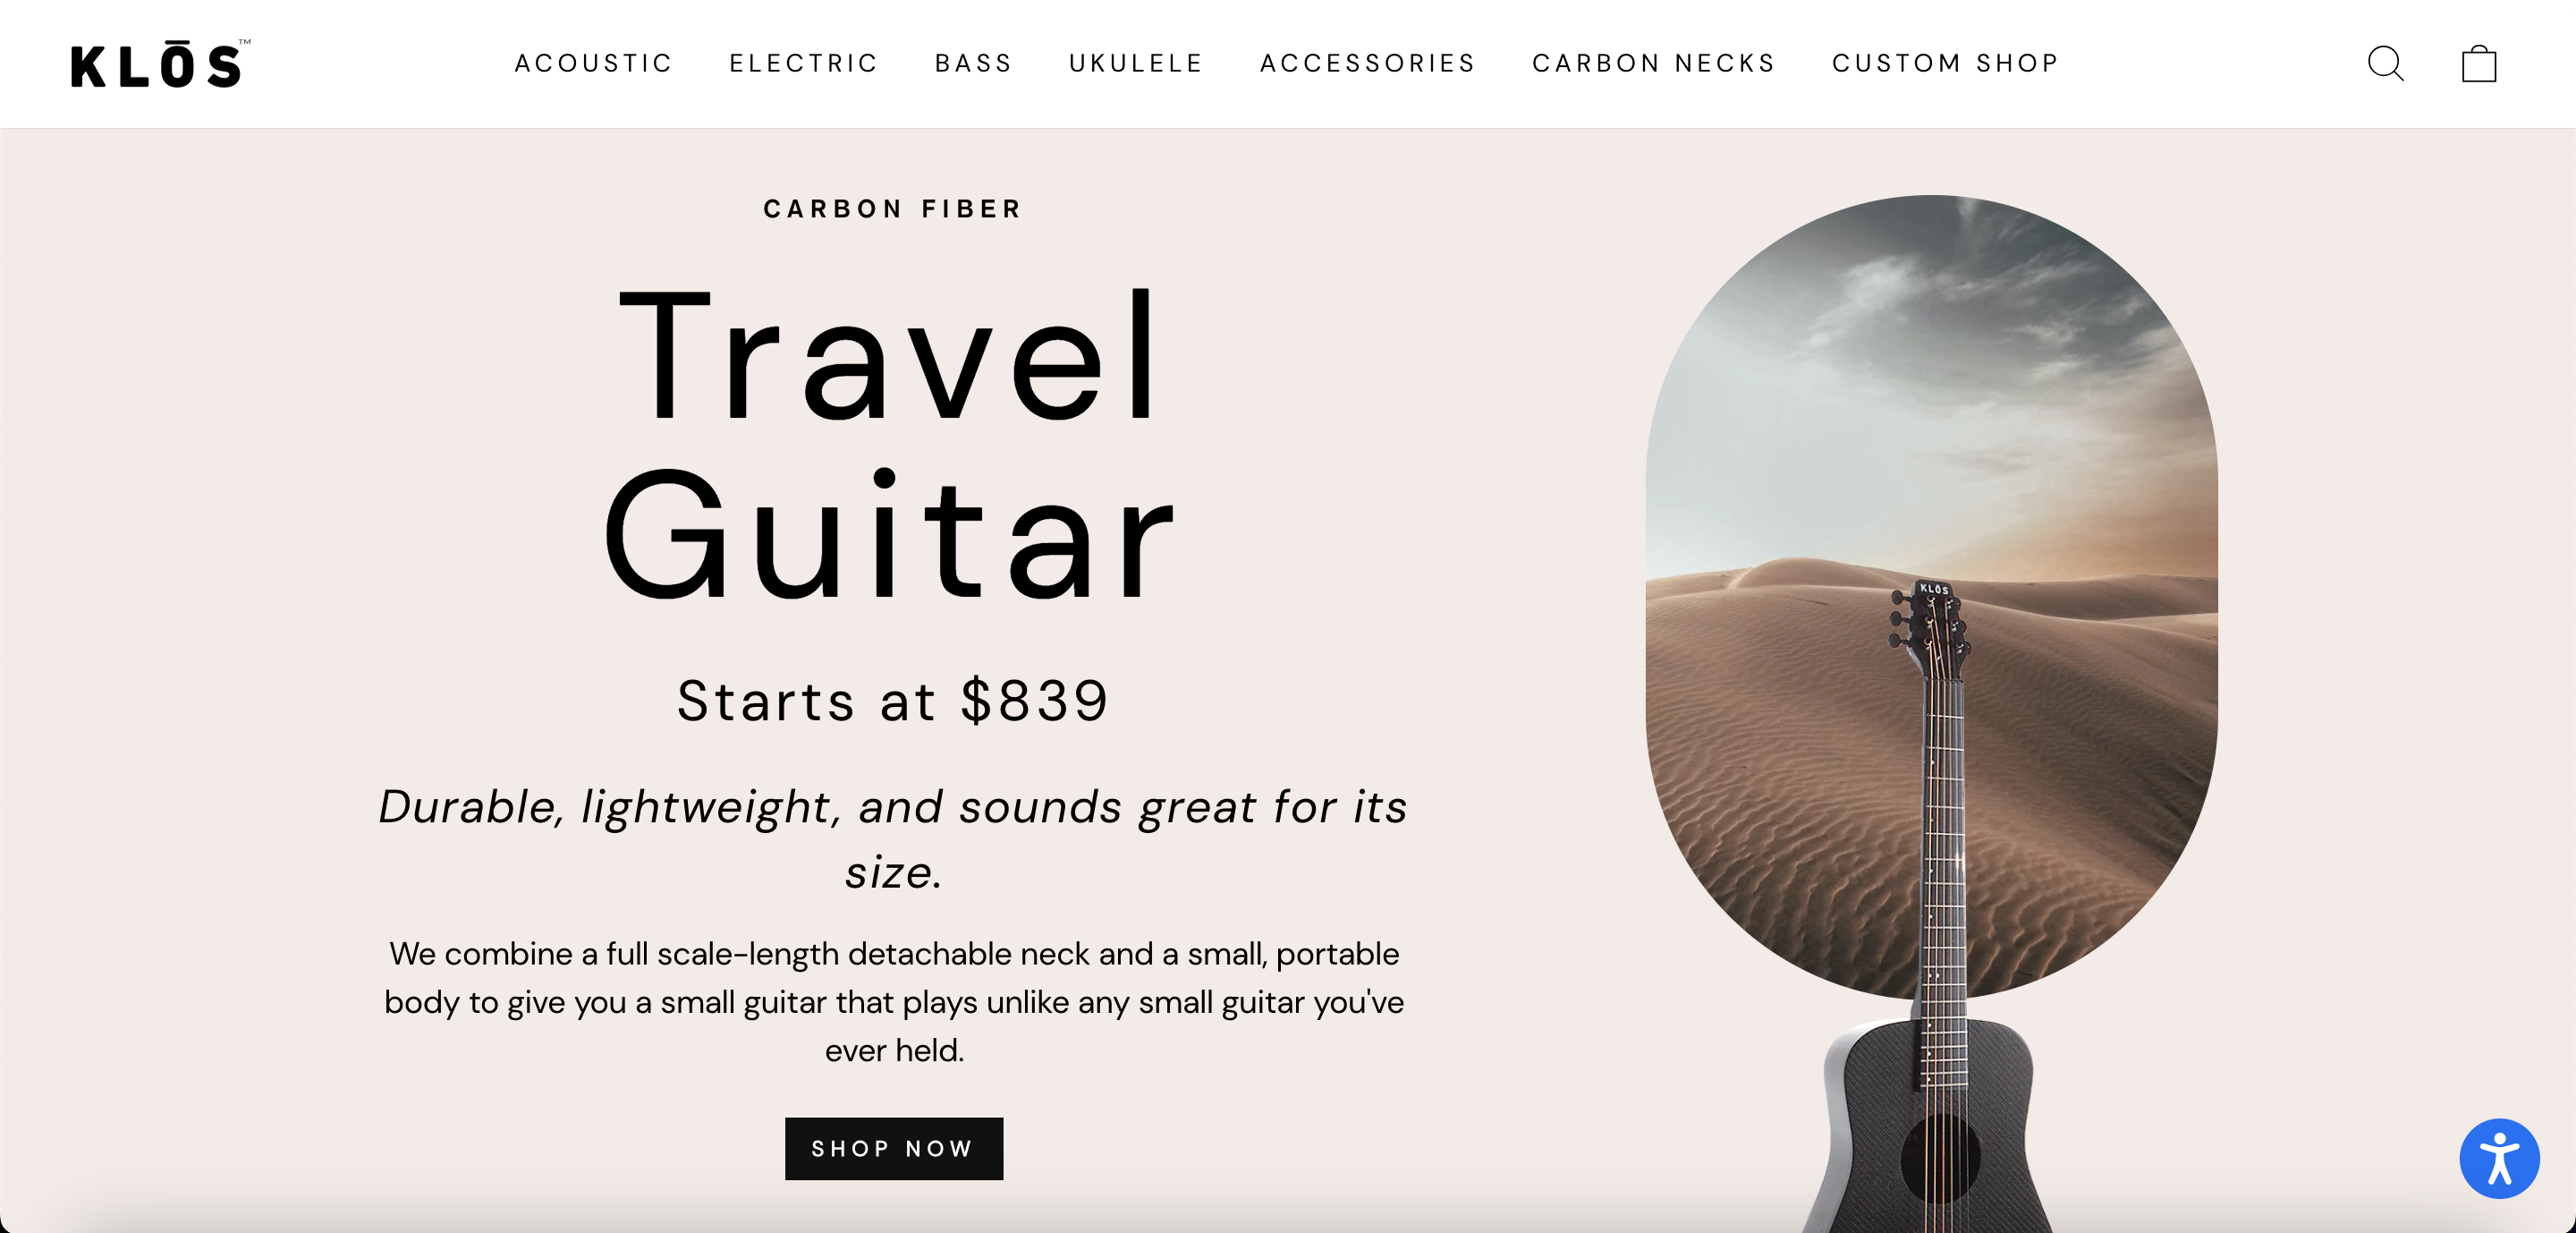 KLŌS™
ACOUSTIC ELECTRIC BASS UKULELE ACCESSORIES CARBON NECKS CUSTOM SHOP
CARBON FIBER
Travel
Guitar
Starts at $839
Durable, lightweight, and sounds great for its
size.
We combine a full scale-length detachable neck and a small, portable
body to give you a small guitar that plays unlike any small guitar you've
ever held.
SHOP NOW
KLŌS